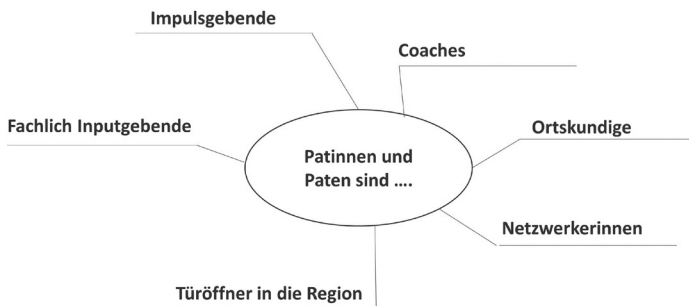 Impulsgebende
Coaches
Fachlich Inputgebende
Ortskundige
Patinnen und
Paten sind ....
Netzwerkerinnen
Türöffner in die Region